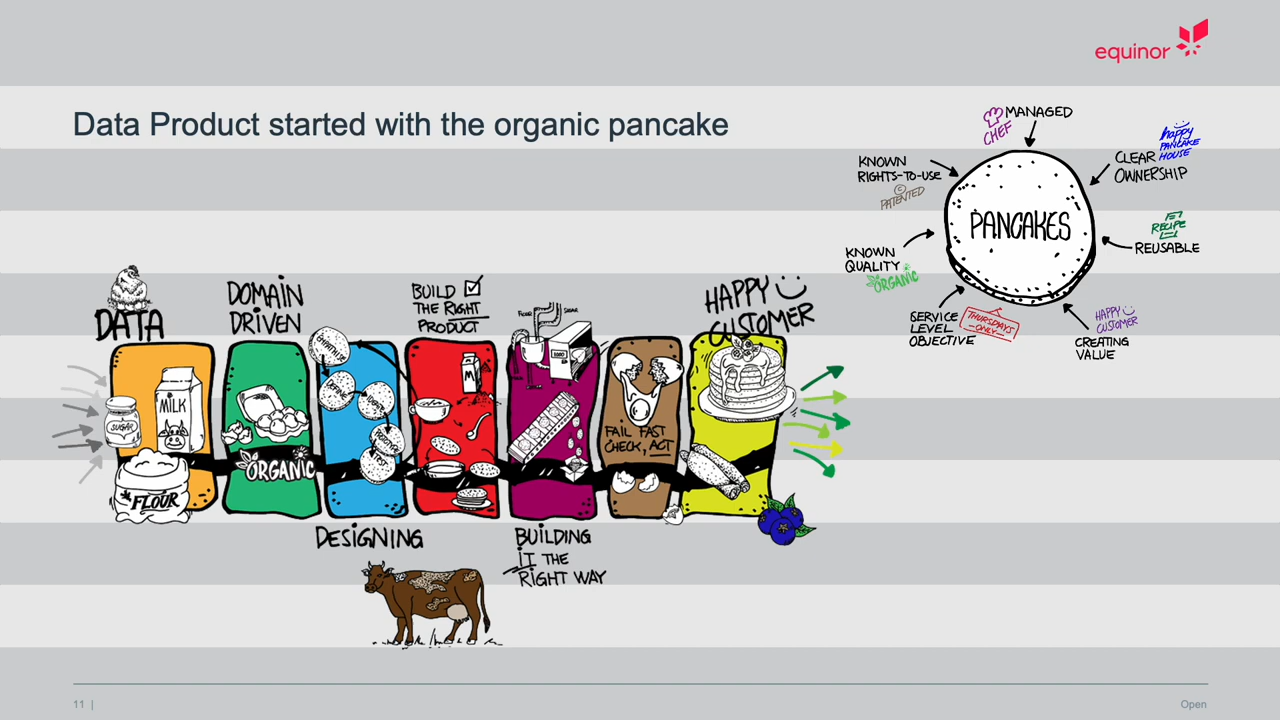 equinor
Data Product started with the organic pancake
MANAGED
CHEF
happy
PANCAKE
HOUSE
CLEAR
OWNERSHIP
KNOWN
RIGHTS-TO-USE
©
PATENTED
PANCAKES
RECIPE
REUSABLE
KNOWN
QUALITY
ORGANIC
SERVICE
LEVEL
OBJECTIVE
THURSDAYS
-ONLY-
HAPPY
CUSTOMER
CREATING
VALUE
DATA
DOMAIN
DRIVEN
BUILD
THE RIGHT
PRODUCT
HAPPY
CUSTOMER
FLOUR
SUGAR
MILK
SUGAR
FLOUR
ORGANIC
M
FAIL FAST
CHECK, ACT
DESIGNING
BUILDING
IT THE
RIGHT WAY
11 |
Open